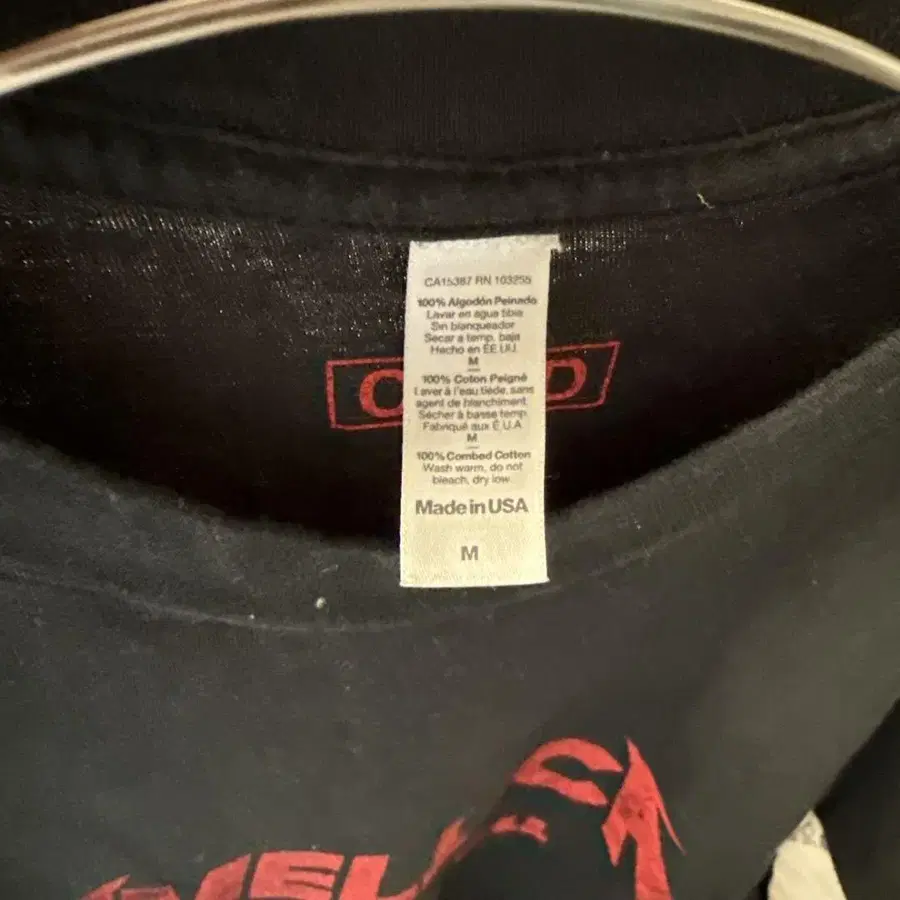 CA15387 RN 103255
100% Algodón Peinado
Lavar en agua tibia
Sin blanqueador
Secar a temp. baja
Hecho en EE.UU.
M
100% Coton Peigné
Laver à l'eau tiède, sans
agent de blanchiment.
Sécher à basse temp.
Fabriqué aux É.U.A
M
100% Combed Cotton
Wash warm, do not
bleach, dry low.
Made in USA
M